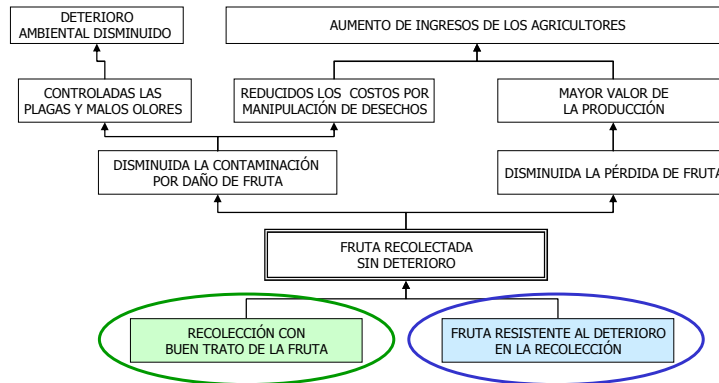 DETERIORO
AMBIENTAL DISMINUIDO
AUMENTO DE INGRESOS DE LOS AGRICULTORES
CONTROLADAS LAS
PLAGAS Y MALOS OLORES
REDUCIDOS LOS COSTOS POR
MANIPULACIÓN DE DESECHOS
MAYOR VALOR DE
LA PRODUCCIÓN
DISMINUIDA LA CONTAMINACIÓN
POR DAÑO DE FRUTA
DISMINUIDA LA PÉRDIDA DE FRUTA
FRUTA RECOLECTADA
SIN DETERIORO
RECOLECCIÓN CON
BUEN TRATO DE LA FRUTA
FRUTA RESISTENTE AL DETERIORO
EN LA RECOLECCIÓN